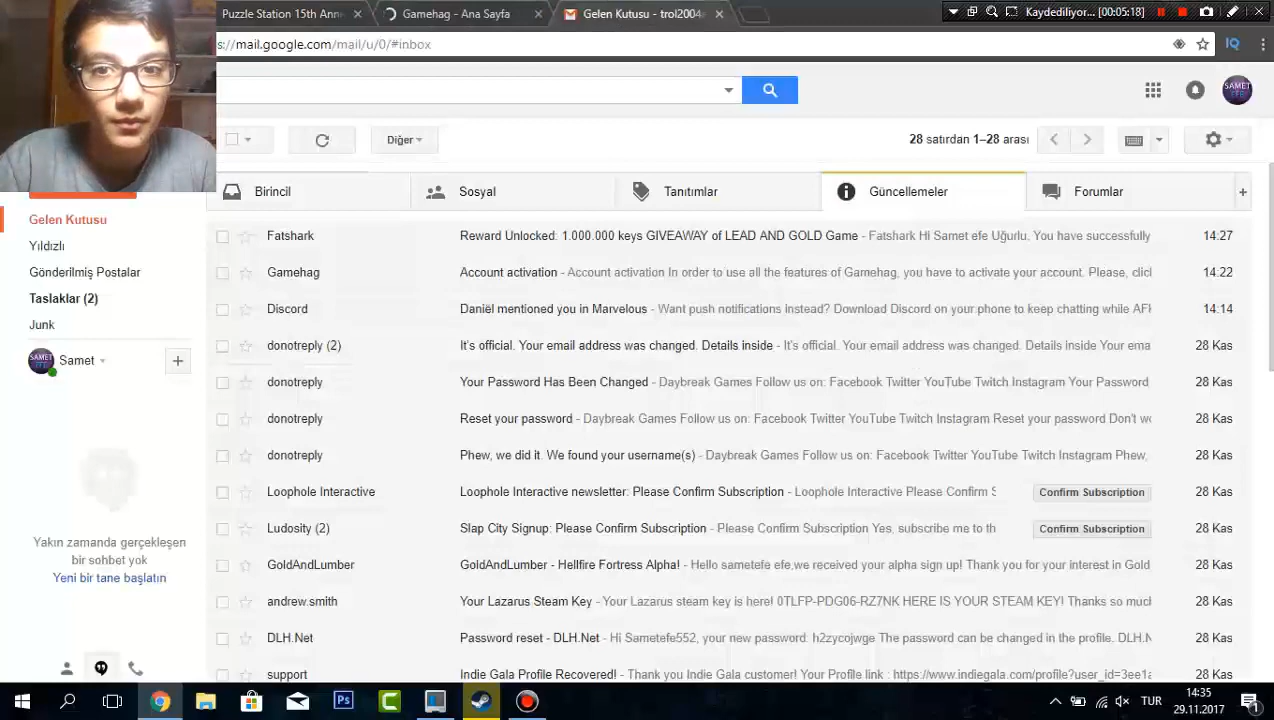 Puzzle Station 15th Anne
Gamehag - Ana Sayfa
Gelen Kutusu - trol2004
Kaydediliyor... 00:05:18
s://mail.google.com/mail/u/0/#inbox
IQ
SAMET EFE
Diğer
28 satırdan 1–28 arası
Birincil
Sosyal
Tanıtımlar
Güncellemeler
Forumlar
+
Gelen Kutusu
Yıldızlı
Gönderilmiş Postalar
Taslaklar (2)
Junk
SAMET EFE
Samet
+
Yakın zamanda gerçekleşen
bir sohbet yok
Yeni bir tane başlatın
Fatshark Reward Unlocked: 1.000.000 keys GIVEAWAY of LEAD AND GOLD Game - Fatshark Hi Samet efe Uğurlu, You have successfully 14:27
Gamehag Account activation - Account activation In order to use all the features of Gamehag, you have to activate your account. Please, clicl 14:22
Discord Daniël mentioned you in Marvelous - Want push notifications instead? Download Discord on your phone to keep chatting while AFK 14:14
donotreply (2) It's official. Your email address was changed. Details inside - It's official. Your email address was changed. Details Inside Your ema 28 Kas
donotreply Your Password Has Been Changed - Daybreak Games Follow us on: Facebook Twitter YouTube Twitch Instagram Your Password 28 Kas
donotreply Reset your password - Daybreak Games Follow us on: Facebook Twitter YouTube Twitch Instagram Reset your password Don't wo 28 Kas
donotreply Phew, we did it. We found your username(s) - Daybreak Games Follow us on: Facebook Twitter YouTube Twitch Instagram Phew, 28 Kas
Loophole Interactive Loophole Interactive newsletter: Please Confirm Subscription - Loophole Interactive Please Confirm S Confirm Subscription 28 Kas
Ludosity (2) Slap City Signup: Please Confirm Subscription - Please Confirm Subscription Yes, subscribe me to th Confirm Subscription 28 Kas
GoldAndLumber GoldAndLumber - Hellfire Fortress Alpha! - Hello sametefe efe,we received your alpha sign up! Thank you for your interest in Gold 28 Kas
andrew.smith Your Lazarus Steam Key - Your Lazarus steam key is here! 0TLFP-PDG06-RZ7NK HERE IS YOUR STEAM KEY! Thanks so much 28 Kas
DLH.Net Password reset - DLH.Net - Hi Sametefe552, your new password: h2zycojwge The password can be changed in the profile. DLH.N 28 Kas
support Indie Gala Profile Recovered! - Thank you Indie Gala customer! Your Profile link : https://www.indiegala.com/profile?user_id=3ee1a 28 Kas
Ps
C
TUR
14:35
29.11.2017
1